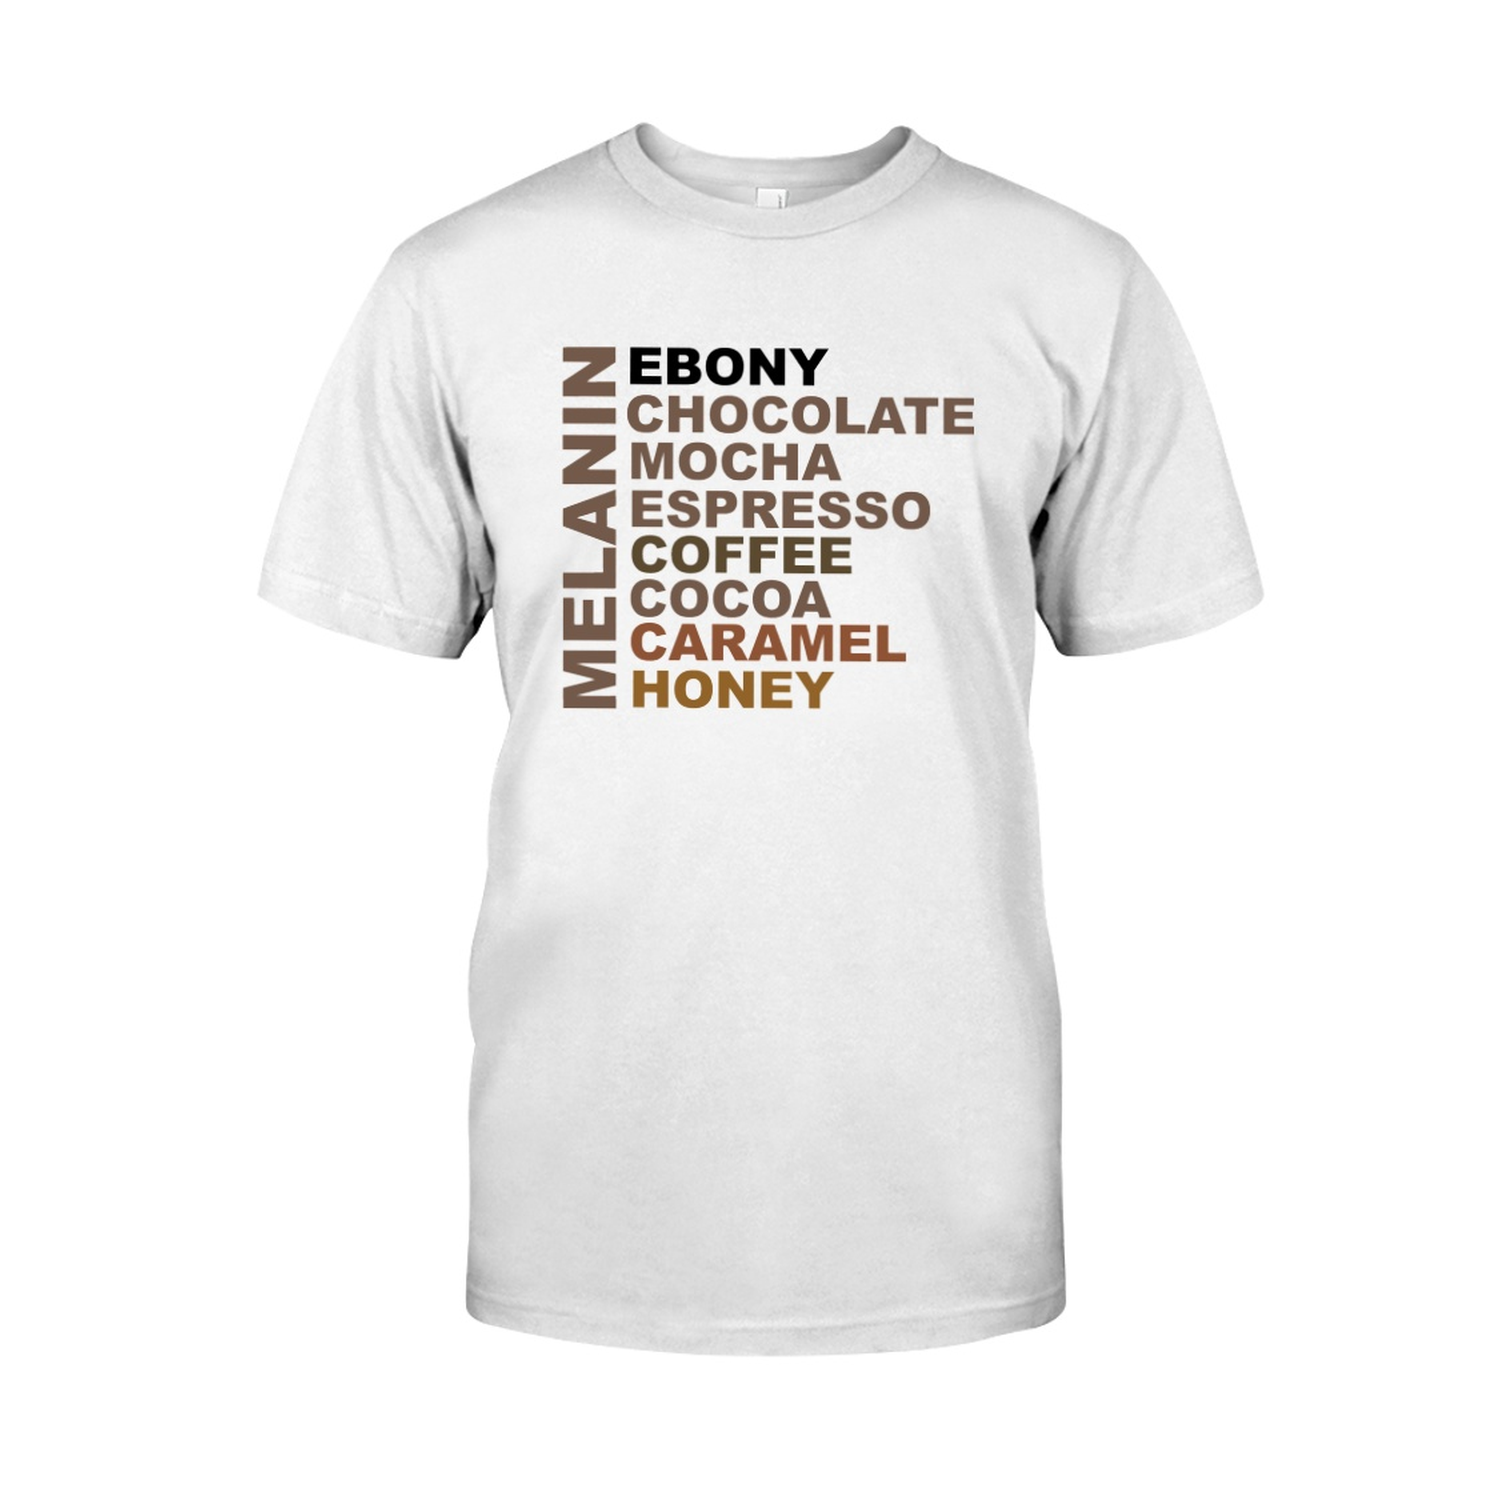 MELANIN
EBONY
CHOCOLATE
MOCHA
ESPRESSO
COFFEE
COCOA
CARAMEL
HONEY